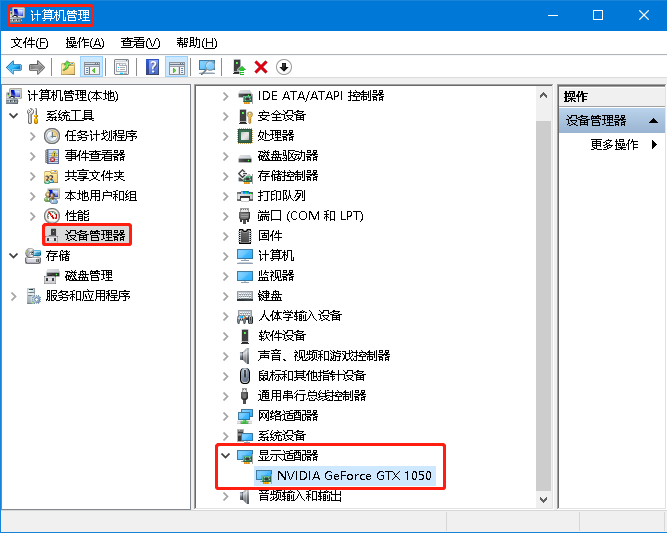 计算机管理
文件(F) 操作(A) 查看(V) 帮助(H)
计算机管理(本地)
系统工具
任务计划程序
事件查看器
共享文件夹
本地用户和组
性能
设备管理器
存储
磁盘管理
服务和应用程序
IDE ATA/ATAPI 控制器
安全设备
处理器
磁盘驱动器
存储控制器
打印队列
端口 (COM 和 LPT)
固件
计算机
监视器
键盘
人体学输入设备
软件设备
声音、视频和游戏控制器
鼠标和其他指针设备
通用串行总线控制器
网络适配器
系统设备
显示适配器
NVIDIA GeForce GTX 1050
音频输入和输出
操作
设备管理器
更多操作